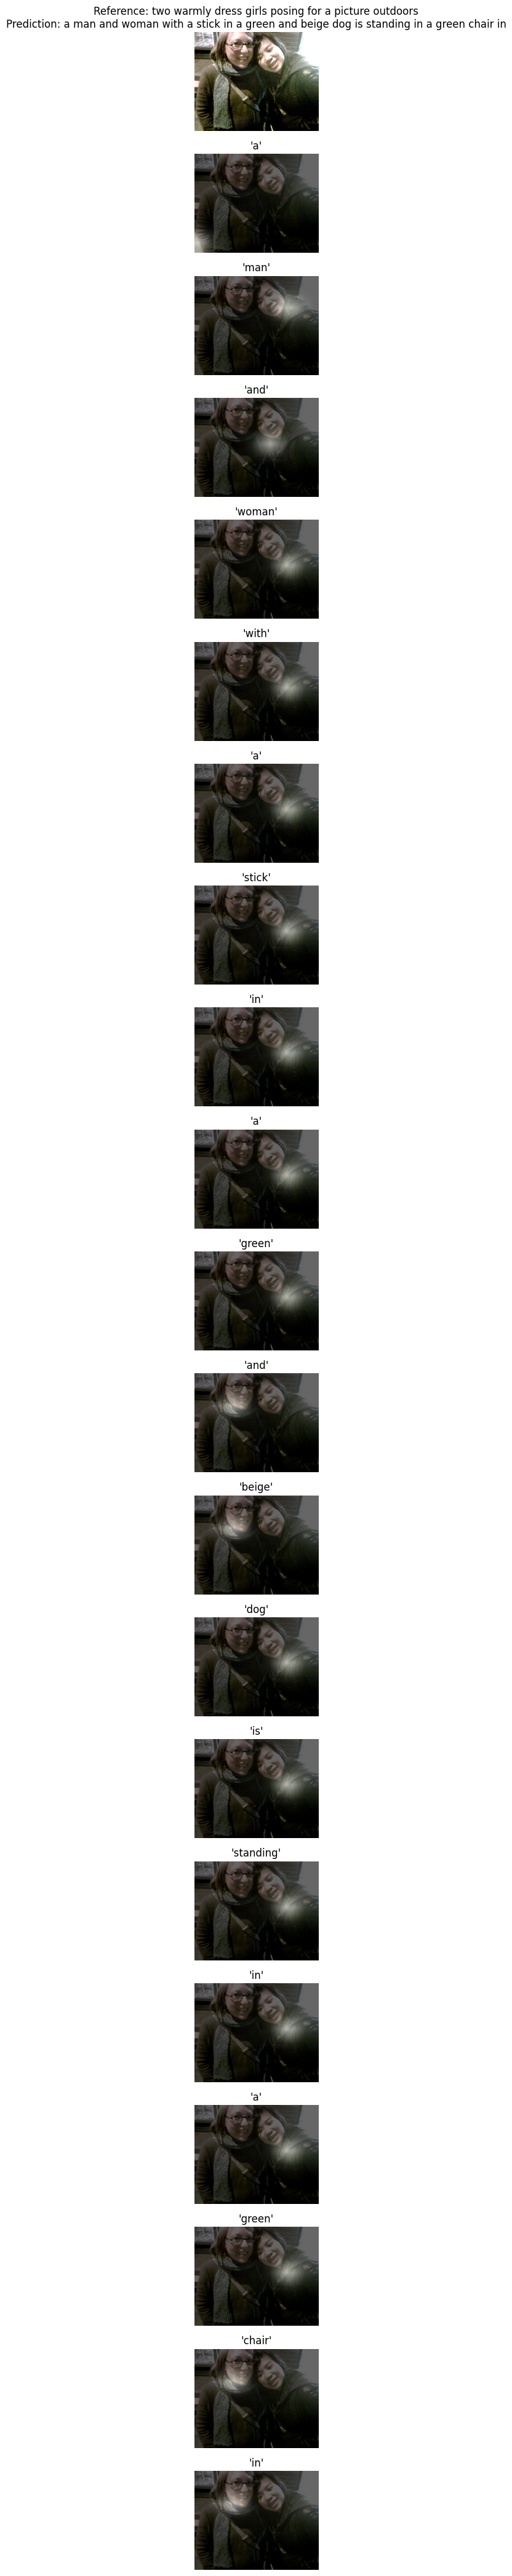 Reference: two warmly dress girls posing for a picture outdoors
Prediction: a man and woman with a stick in a green and beige dog is standing in a green chair in
'a'
'man'
'and'
'woman'
'with'
'a'
'stick'
'in'
'a'
'green'
'and'
'beige'
'dog'
'is'
'standing'
'in'
'a'
'green'
'chair'
'in'